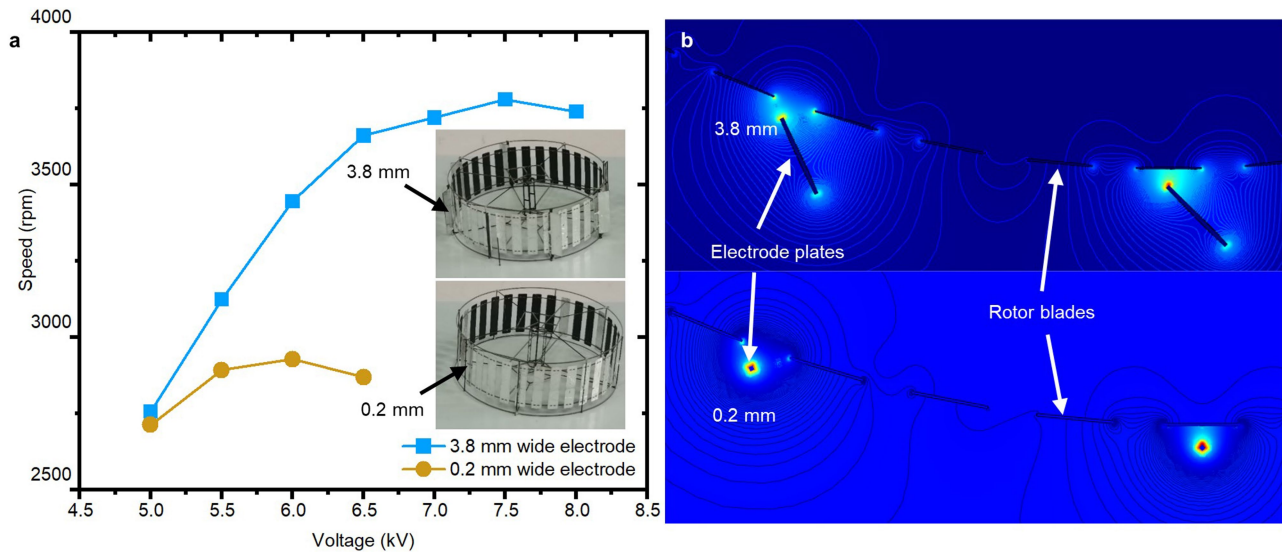 a
4000
3500
3000
2500
Speed (rpm)
4.5 5.0 5.5 6.0 6.5 7.0 7.5 8.0 8.5
Voltage (kV)
3.8 mm
0.2 mm
3.8 mm wide electrode
0.2 mm wide electrode
b
3.8 mm
Electrode plates
Rotor blades
0.2 mm